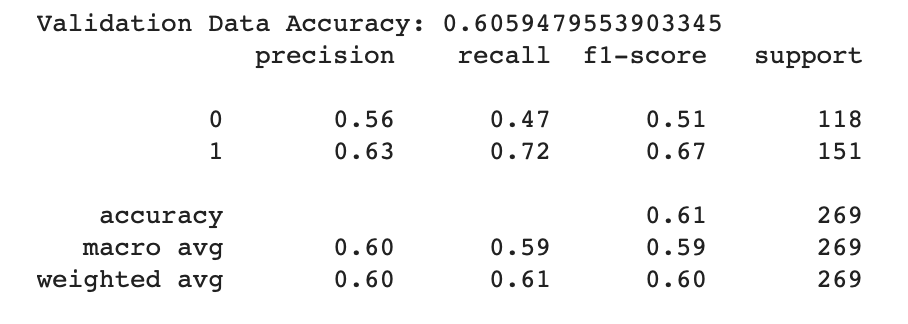 Validation Data Accuracy: 0.6059479553903345
precision recall f1-score support
0 0.56 0.47 0.51 118
1 0.63 0.72 0.67 151
accuracy 0.61 269
macro avg 0.60 0.59 0.59 269
weighted avg 0.60 0.61 0.60 269